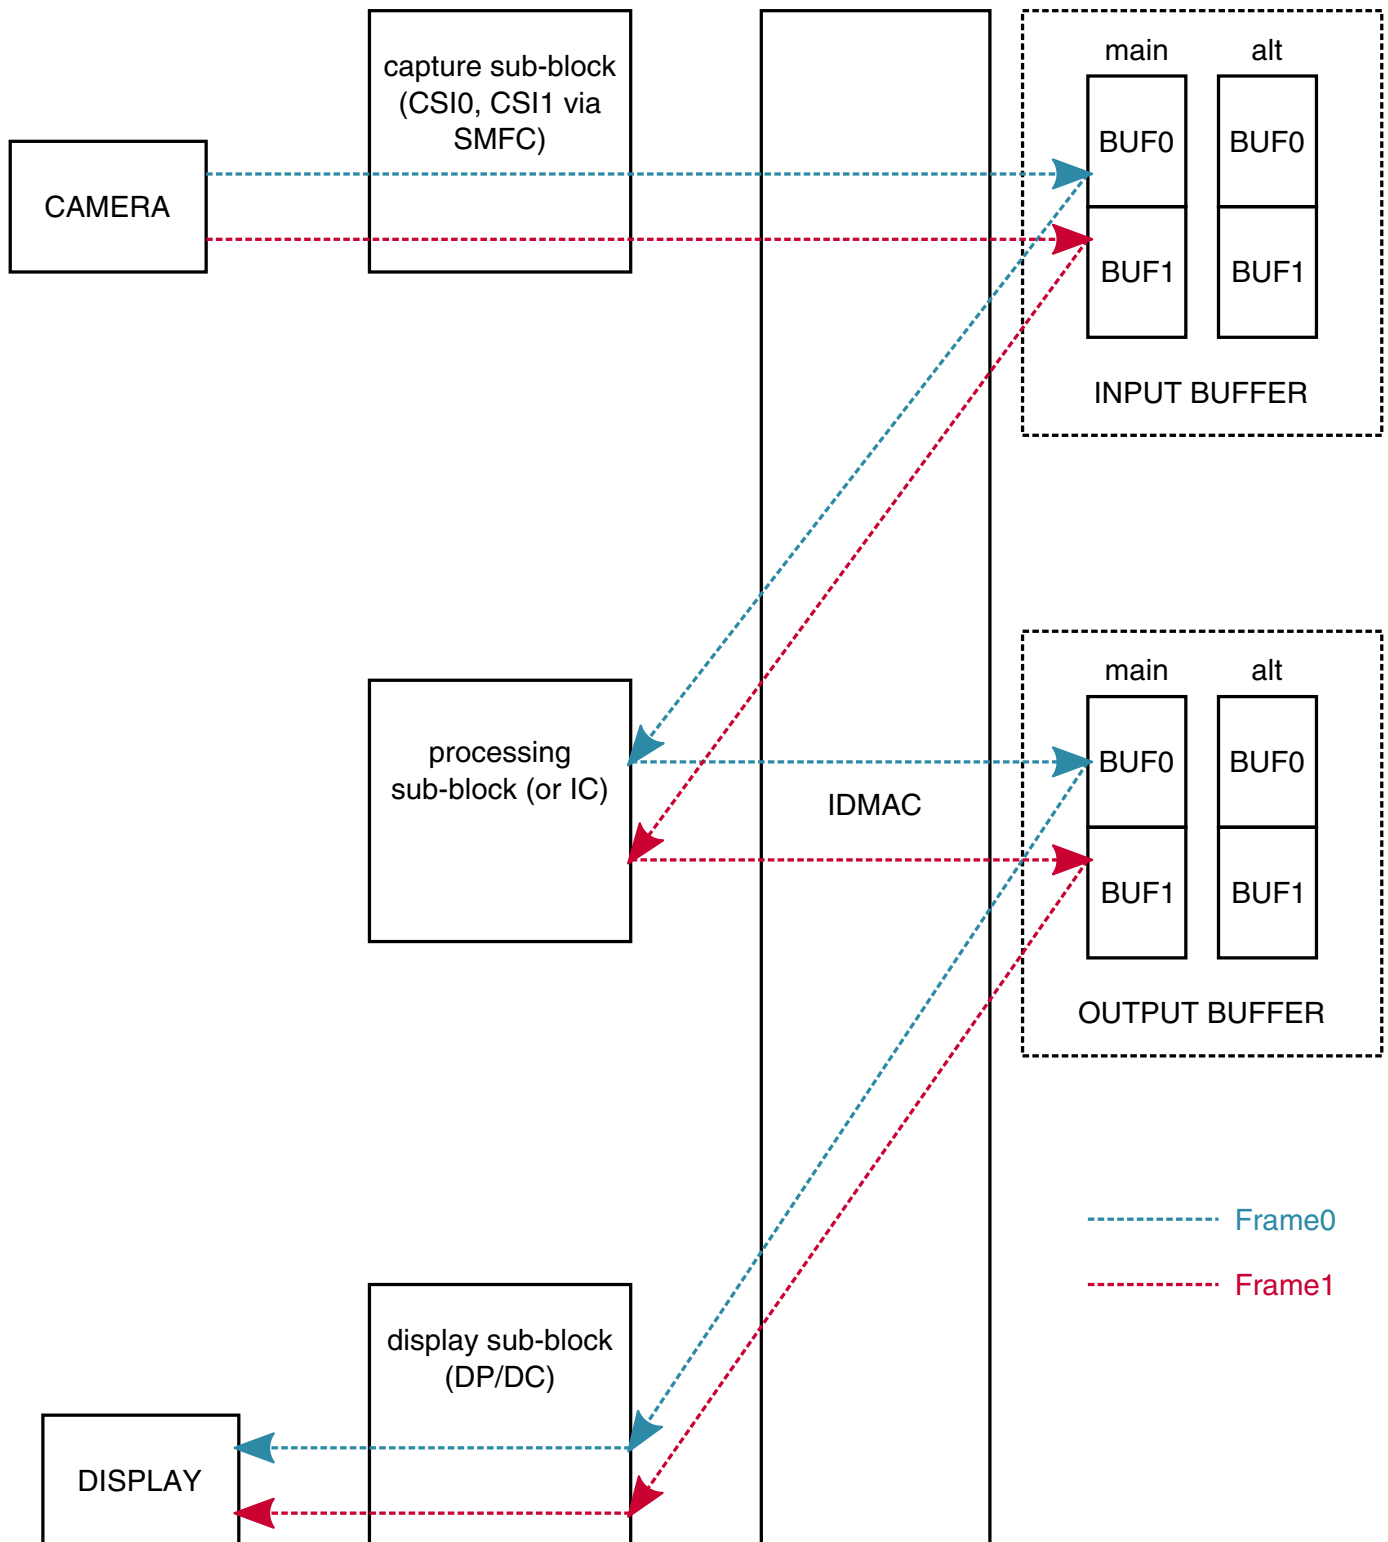 capture sub-block
(CSI0, CSI1 via
SMFC)
CAMERA
main
alt
BUF0
BUF0
BUF1
BUF1
INPUT BUFFER
processing
sub-block (or IC)
IDMAC
main
alt
BUF0
BUF0
BUF1
BUF1
OUTPUT BUFFER
Frame0
Frame1
display sub-block
(DP/DC)
DISPLAY